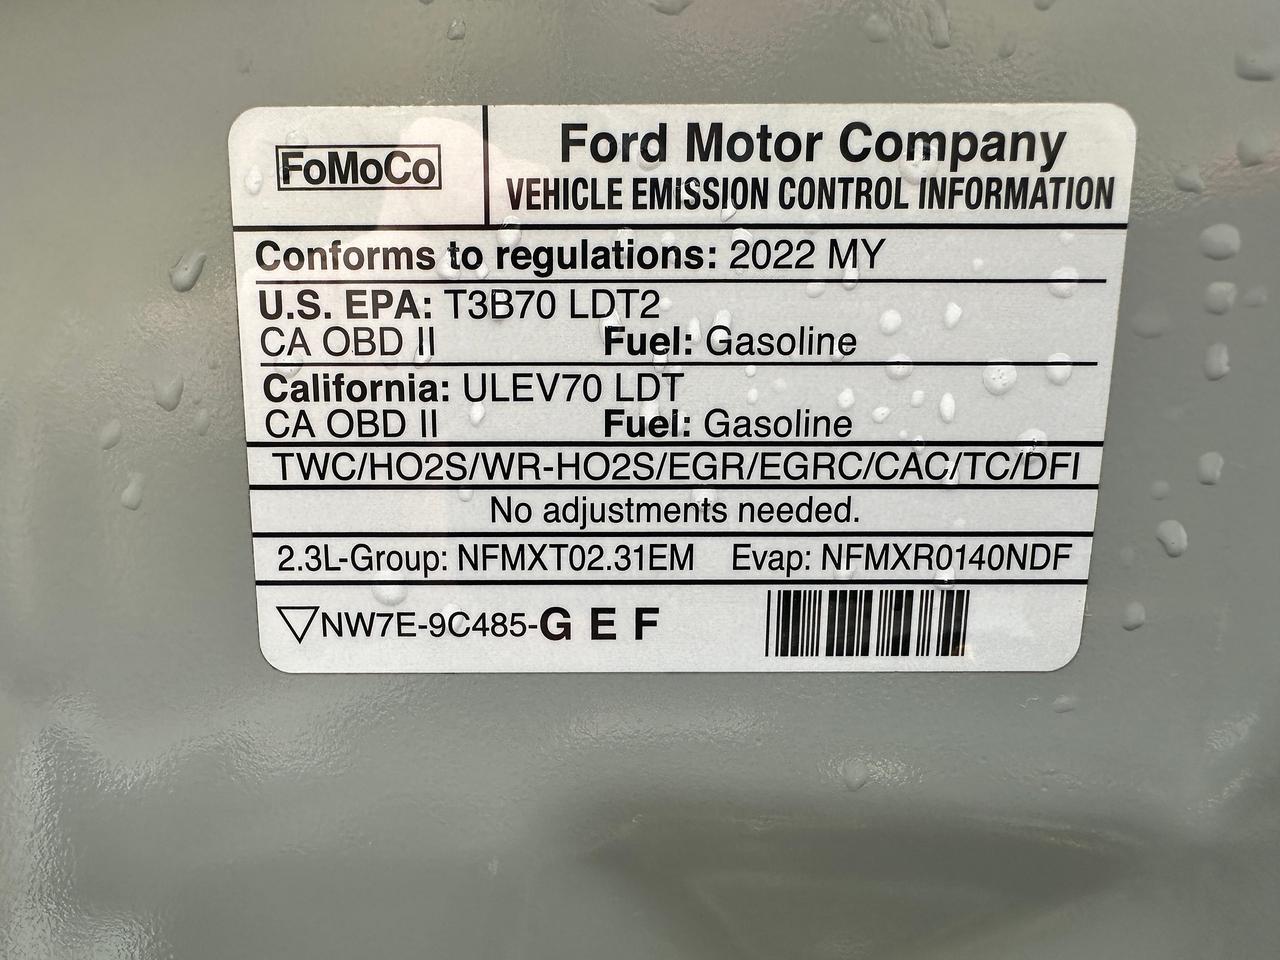 FoMoCo
Ford Motor Company
VEHICLE EMISSION CONTROL INFORMATION
Conforms to regulations: 2022 MY
U.S. EPA: T3B70 LDT2
CA OBD II Fuel: Gasoline
California: ULEV70 LDT
CA OBD II Fuel: Gasoline
TWC/HO2S/WR-HO2S/EGR/EGRC/CAC/TC/DFI
No adjustments needed.
2.3L-Group: NFMXT02.31EM Evap: NFMXR0140NDF
NW7E-9C485-G E F